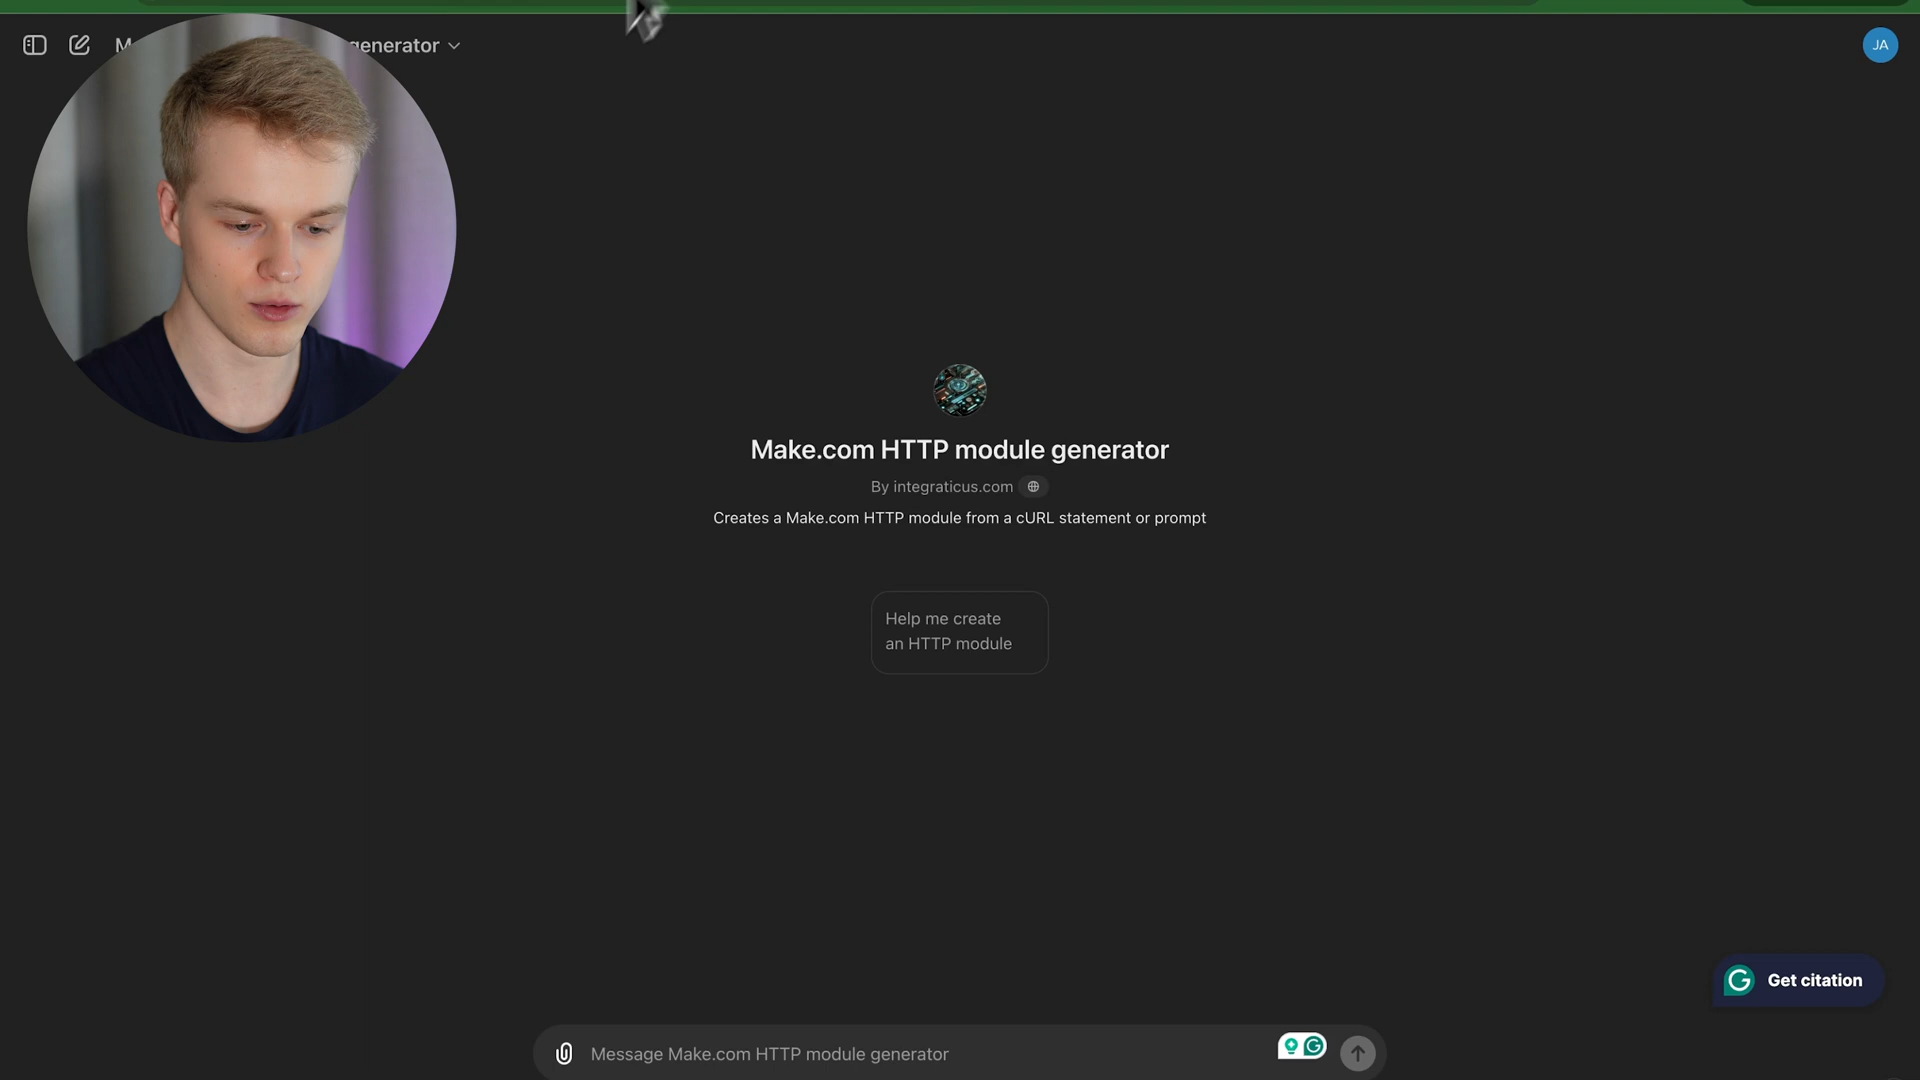 M
generator
JA
Make.com HTTP module generator
By integraticus.com
Creates a Make.com HTTP module from a cURL statement or prompt
Help me create
an HTTP module
Get citation
Message Make.com HTTP module generator